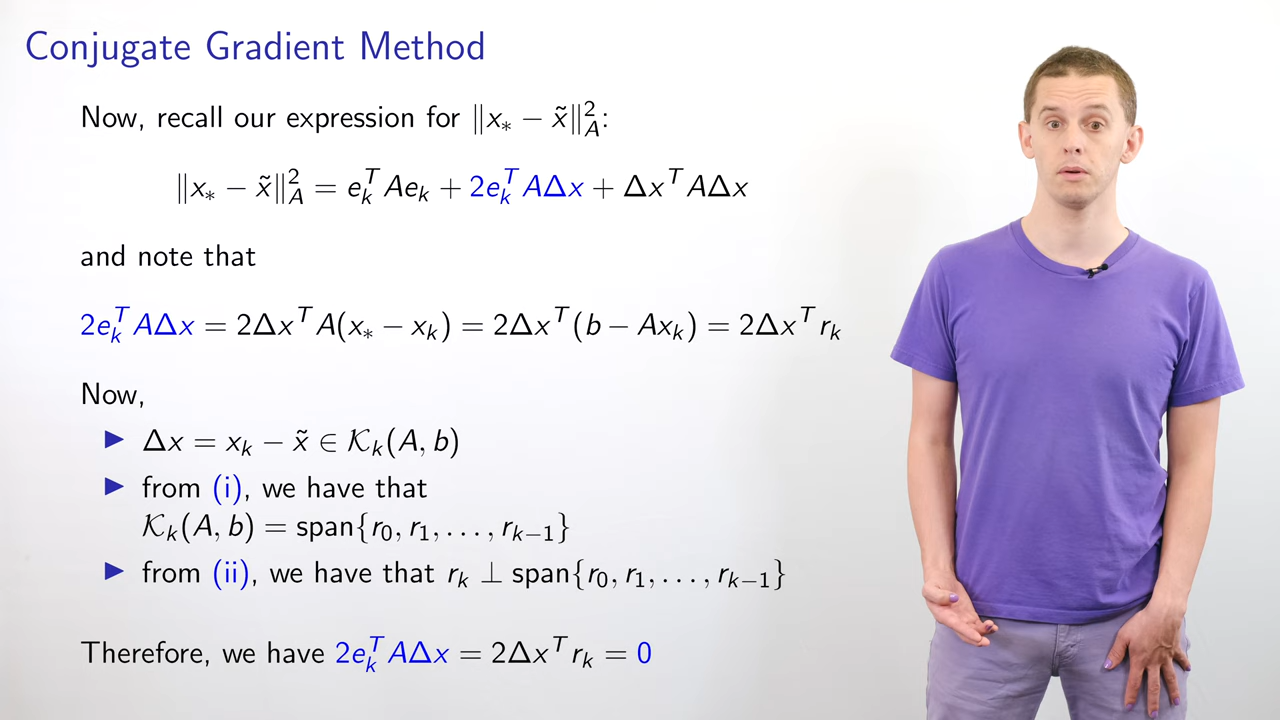 Conjugate Gradient Method
Now, recall our expression for ‖x∗ − x̃‖²_A:
‖x∗ − x̃‖²_A = e_k^T Ae_k + 2e_k^T AΔx + Δx^T AΔx
and note that
2e_k^T AΔx = 2Δx^T A(x∗ − x_k) = 2Δx^T (b − Ax_k) = 2Δx^T r_k
Now,
▶ Δx = x_k − x̃ ∈ 𝒦_k(A, b)
▶ from (i), we have that
𝒦_k(A, b) = span{r_0, r_1, . . . , r_{k−1}}
▶ from (ii), we have that r_k ⊥ span{r_0, r_1, . . . , r_{k−1}}
Therefore, we have 2e_k^T AΔx = 2Δx^T r_k = 0